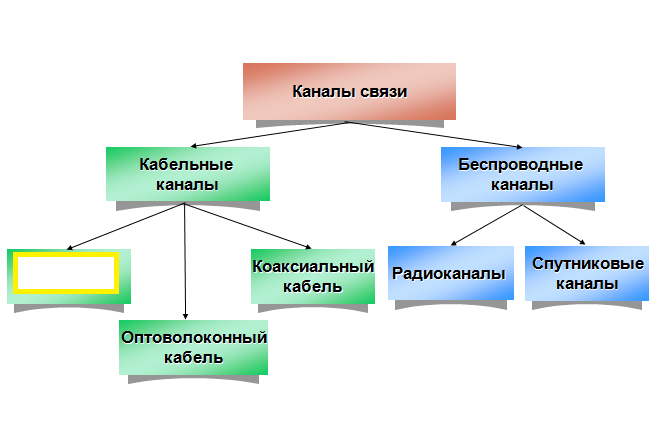 Каналы связи
Кабельные
каналы
Беспроводные
каналы
Коаксиальный
кабель
Радиоканалы
Спутниковые
каналы
Оптоволоконный
кабель